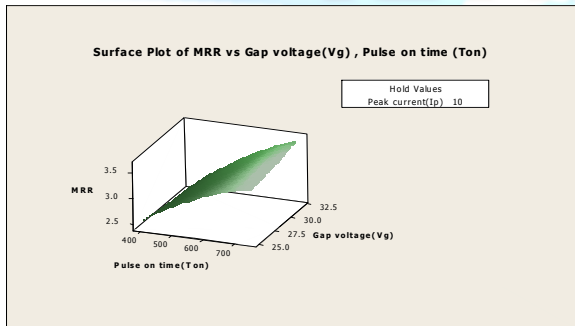 Surface Plot of MRR vs Gap voltage(Vg) , Pulse on time (Ton)
Hold Values
Peak current(Ip) 10
3.5
MRR
3.0
2.5
32.5
30.0
27.5
25.0
Gap voltage(Vg)
400
500
600
700
Pulse on time(Ton)